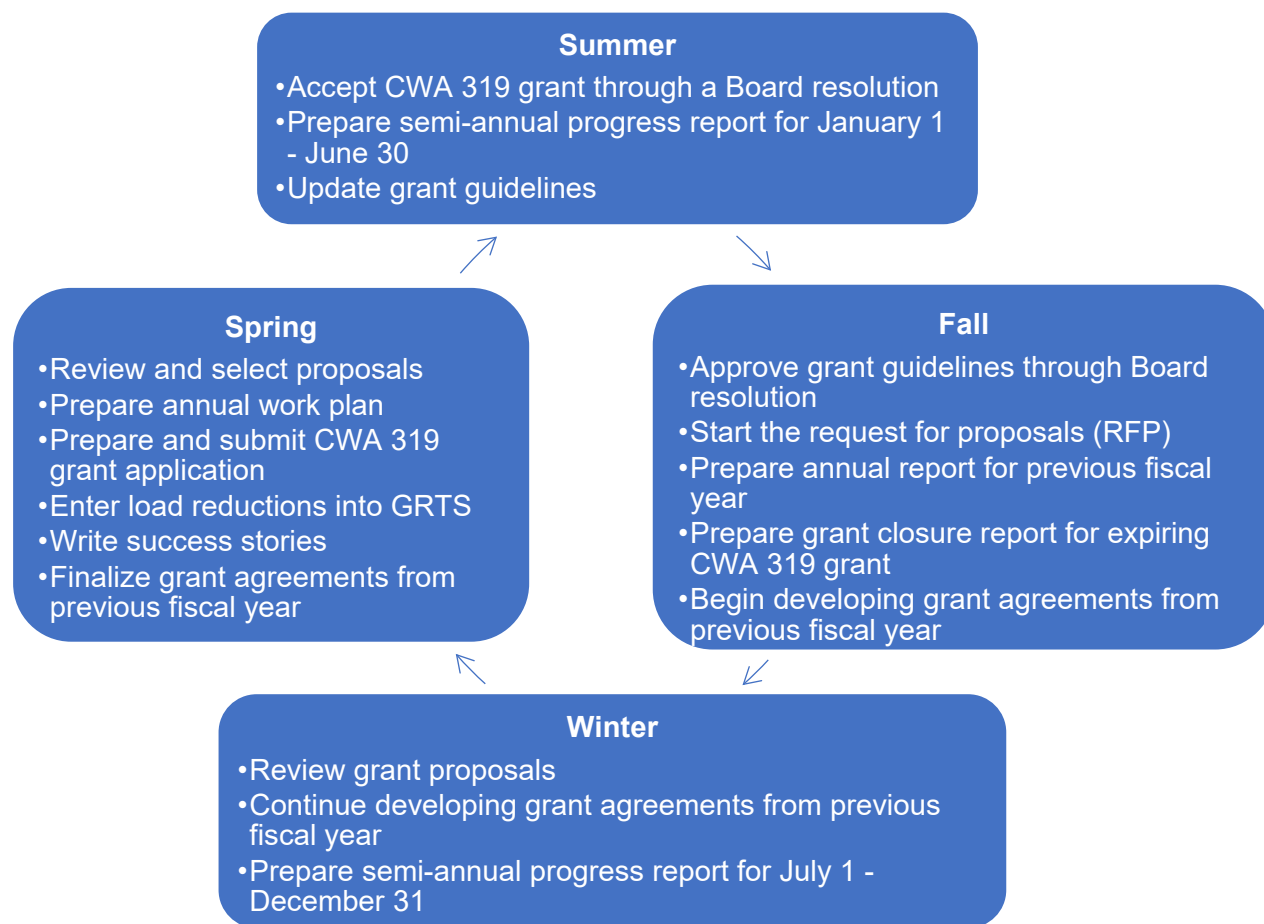 Summer
•Accept CWA 319 grant through a Board resolution
•Prepare semi-annual progress report for January 1
- June 30
•Update grant guidelines
Spring
•Review and select proposals
•Prepare annual work plan
•Prepare and submit CWA 319
grant application
•Enter load reductions into GRTS
•Write success stories
•Finalize grant agreements from
previous fiscal year
Fall
•Approve grant guidelines through Board
resolution
•Start the request for proposals (RFP)
•Prepare annual report for previous fiscal
year
•Prepare grant closure report for expiring
CWA 319 grant
•Begin developing grant agreements from
previous fiscal year
Winter
•Review grant proposals
•Continue developing grant agreements from previous
fiscal year
•Prepare semi-annual progress report for July 1 -
December 31